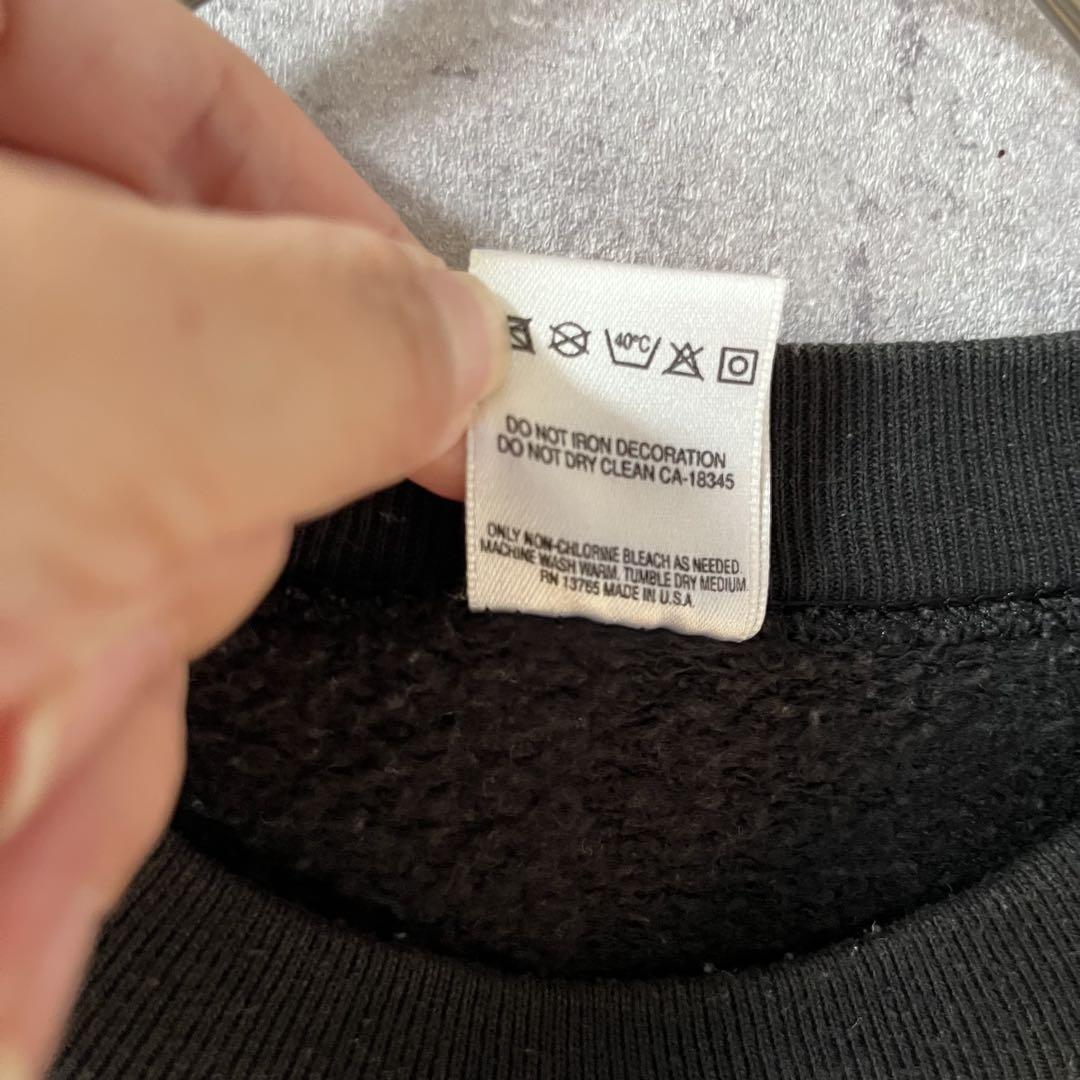 40°C
DO NOT IRON DECORATION
DO NOT DRY CLEAN CA-18345
ONLY NON-CHLORINE BLEACH AS NEEDED.
MACHINE WASH WARM. TUMBLE DRY MEDIUM.
RN 13765 MADE IN U.S.A.